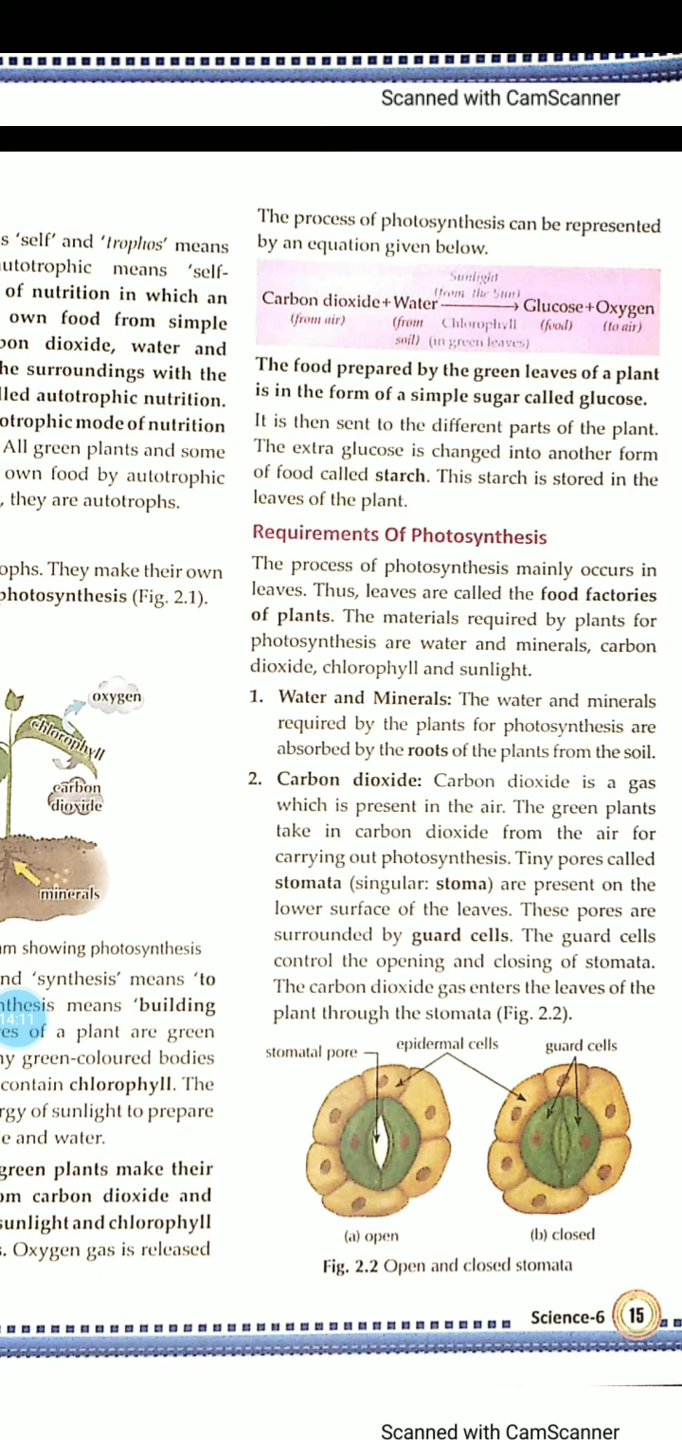 Scanned with CamScanner
s 'self' and 'trophos' means
utotrophic means 'self-
of nutrition in which an
own food from simple
bon dioxide, water and
he surroundings with the
lled autotrophic nutrition.
otrophic mode of nutrition
All green plants and some
own food by autotrophic
, they are autotrophs.
ophs. They make their own
photosynthesis (Fig. 2.1).
oxygen
chlorophyll
carbon
dioxide
minerals
am showing photosynthesis
nd 'synthesis' means 'to
nthesis means 'building
14:11
es of a plant are green
ny green-coloured bodies
contain chlorophyll. The
rgy of sunlight to prepare
e and water.
green plants make their
om carbon dioxide and
sunlight and chlorophyll
s. Oxygen gas is released
The process of photosynthesis can be represented
by an equation given below.
Sunlight
(from the Sun)
Carbon dioxide+Water → Glucose+Oxygen
(from air) (from Chlorophyll (food) (to air)
soil) (in green leaves)
The food prepared by the green leaves of a plant
is in the form of a simple sugar called glucose.
It is then sent to the different parts of the plant.
The extra glucose is changed into another form
of food called starch. This starch is stored in the
leaves of the plant.
Requirements Of Photosynthesis
The process of photosynthesis mainly occurs in
leaves. Thus, leaves are called the food factories
of plants. The materials required by plants for
photosynthesis are water and minerals, carbon
dioxide, chlorophyll and sunlight.
1. Water and Minerals: The water and minerals
required by the plants for photosynthesis are
absorbed by the roots of the plants from the soil.
2. Carbon dioxide: Carbon dioxide is a gas
which is present in the air. The green plants
take in carbon dioxide from the air for
carrying out photosynthesis. Tiny pores called
stomata (singular: stoma) are present on the
lower surface of the leaves. These pores are
surrounded by guard cells. The guard cells
control the opening and closing of stomata.
The carbon dioxide gas enters the leaves of the
plant through the stomata (Fig. 2.2).
stomatal pore epidermal cells guard cells
(a) open (b) closed
Fig. 2.2 Open and closed stomata
Science-6 15
Scanned with CamScanner